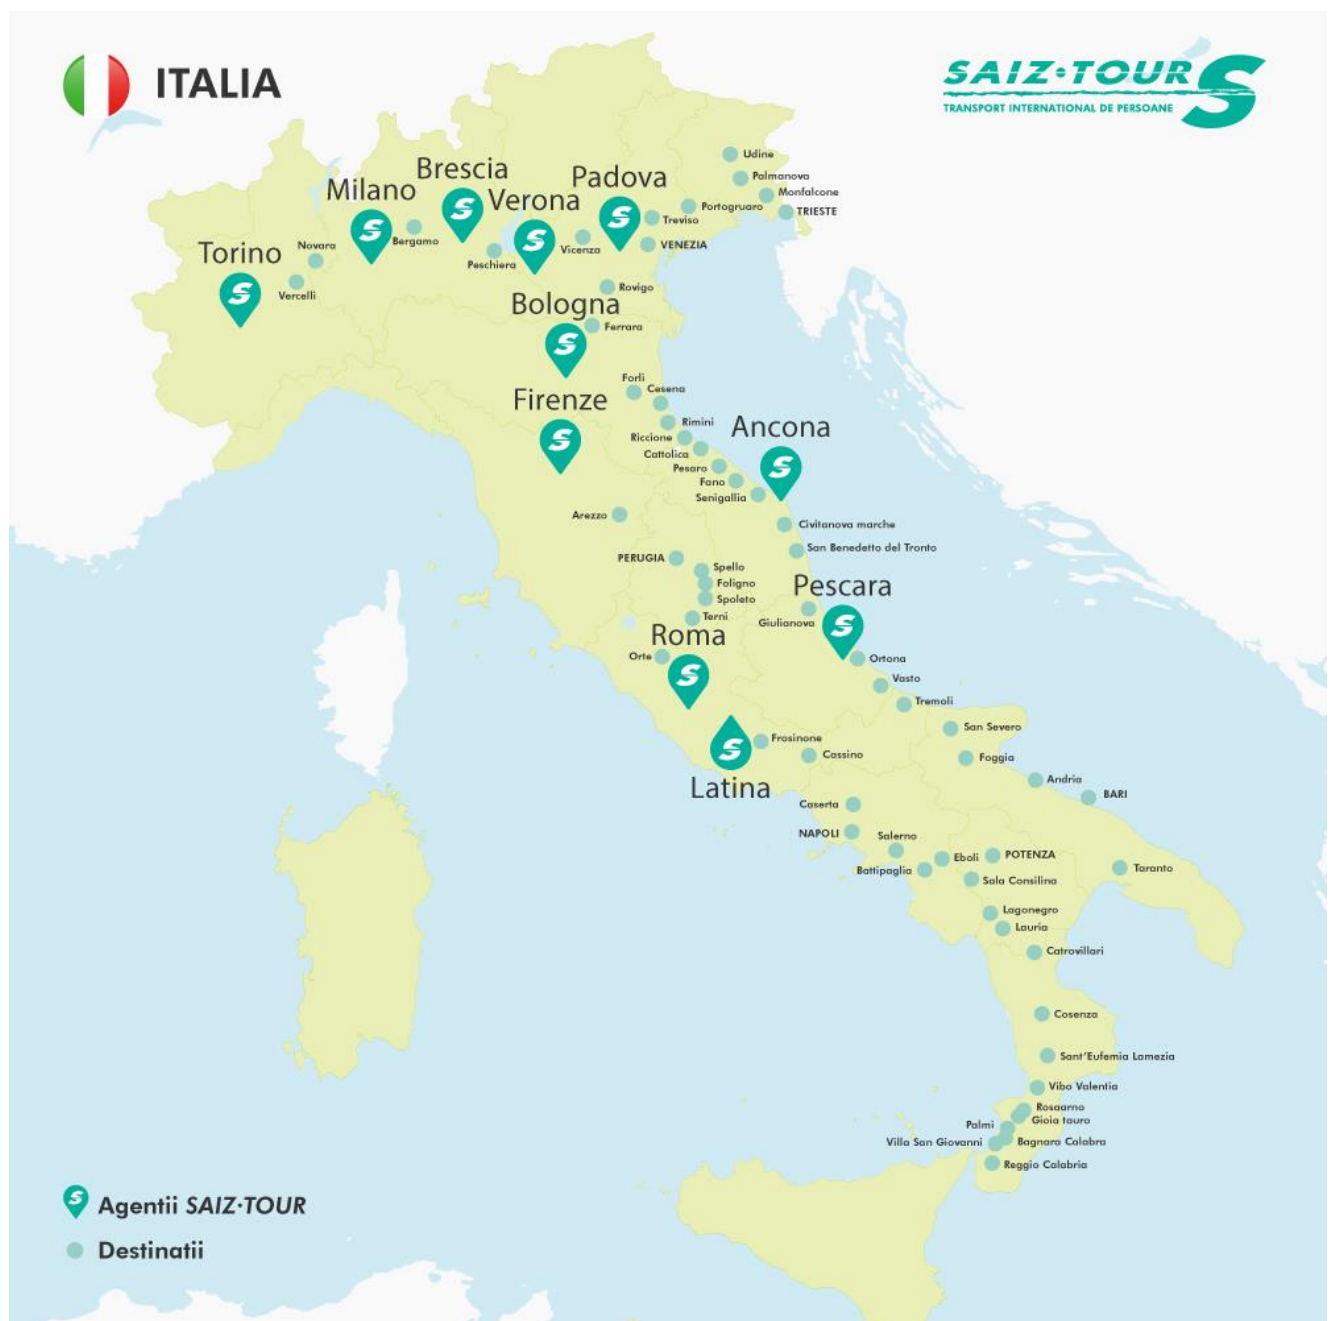 ITALIA
SAIZ·TOUR
TRANSPORT INTERNATIONAL DE PERSOANE
Udine
Brescia
Padova
Palmanova
Milano
Verona
Monfalcone
Portogruaro
TRIESTE
Treviso
Bergamo
Novara
Torino
Vicenza
VENEZIA
Peschiera
Vercelli
Rovigo
Bologna
Ferrara
Forli
Cesena
Firenze
Rimini
Ancona
Riccione
Cattolica
Pesaro
Fano
Senigallia
Arezzo
Civitanova marche
San Benedetto del Tronto
PERUGIA
Spello
Foligno
Pescara
Spoleto
Terni
Giulianova
Roma
Orte
Ortona
Vasto
Tremoli
San Severo
Frosinone
Cassino
Foggia
Latina
Andria
BARI
Caserta
NAPOLI
Salerno
Eboli
POTENZA
Battipaglia
Taranto
Sala Consilina
Lagonegro
Lauria
Catrovillari
Cosenza
Sant'Eufemia Lamezia
Vibo Valentia
Rosaarno
Gioia tauro
Palmi
Villa San Giovanni
Bagnara Calabra
Reggio Calabria
Agentii SAIZ·TOUR
Destinatii